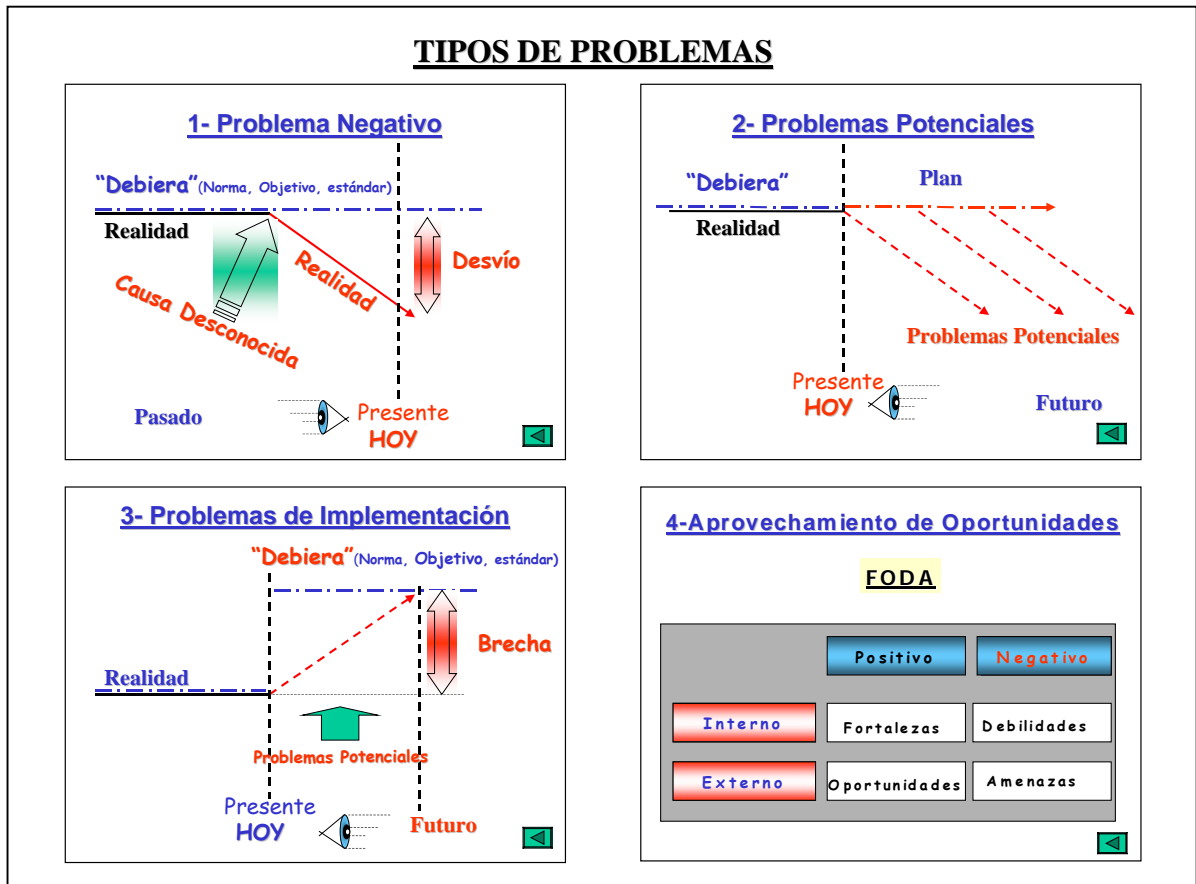 TIPOS DE PROBLEMAS
1- Problema Negativo
“Debiera” (Norma, Objetivo, estándar)
Realidad
Realidad
Desvío
Causa Desconocida
Pasado
Presente
HOY
2- Problemas Potenciales
“Debiera”
Plan
Realidad
Problemas Potenciales
Presente
HOY
Futuro
3- Problemas de Implementación
“Debiera” (Norma, Objetivo, estándar)
Brecha
Realidad
Problemas Potenciales
Presente
HOY
Futuro
4-Aprovechamiento de Oportunidades
FODA
Positivo Negativo
Interno Fortalezas Debilidades
Externo Oportunidades Amenazas